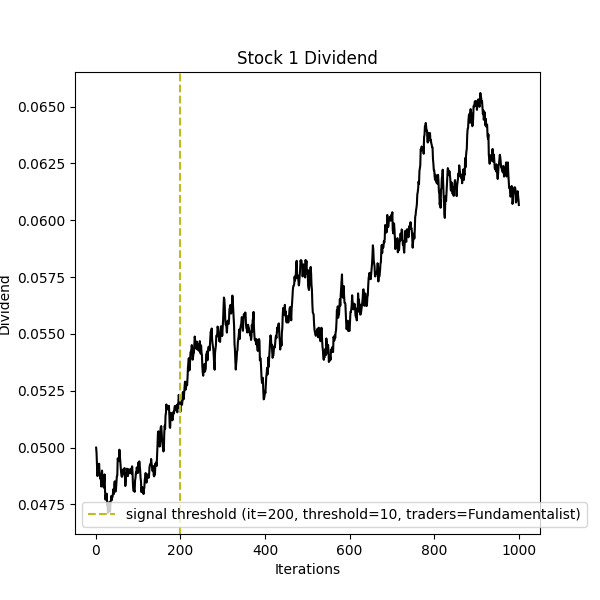 Stock 1 Dividend
0.0650
0.0625
0.0600
0.0575
0.0550
0.0525
0.0500
0.0475
Dividend
signal threshold (it=200, threshold=10, traders=Fundamentalist)
0 200 400 600 800 1000
Iterations